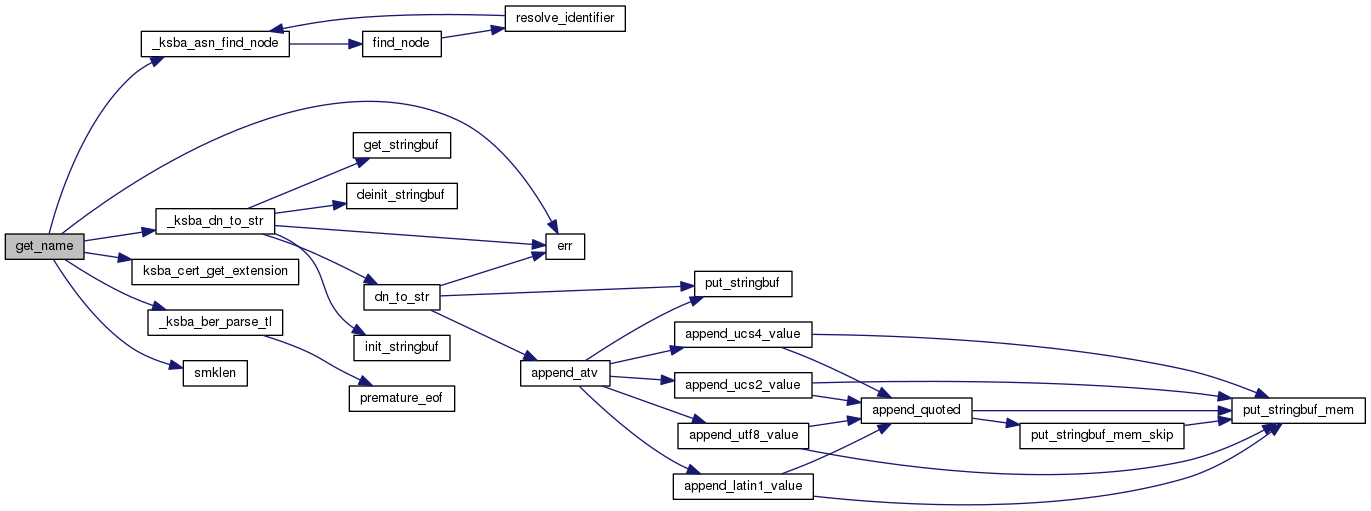 resolve_identifier
_ksba_asn_find_node
find_node
get_stringbuf
deinit_stringbuf
_ksba_dn_to_str
get_name
err
ksba_cert_get_extension
put_stringbuf
dn_to_str
_ksba_ber_parse_tl
append_ucs4_value
init_stringbuf
smklen
append_atv
append_ucs2_value
premature_eof
append_quoted
put_stringbuf_mem
append_utf8_value
put_stringbuf_mem_skip
append_latin1_value